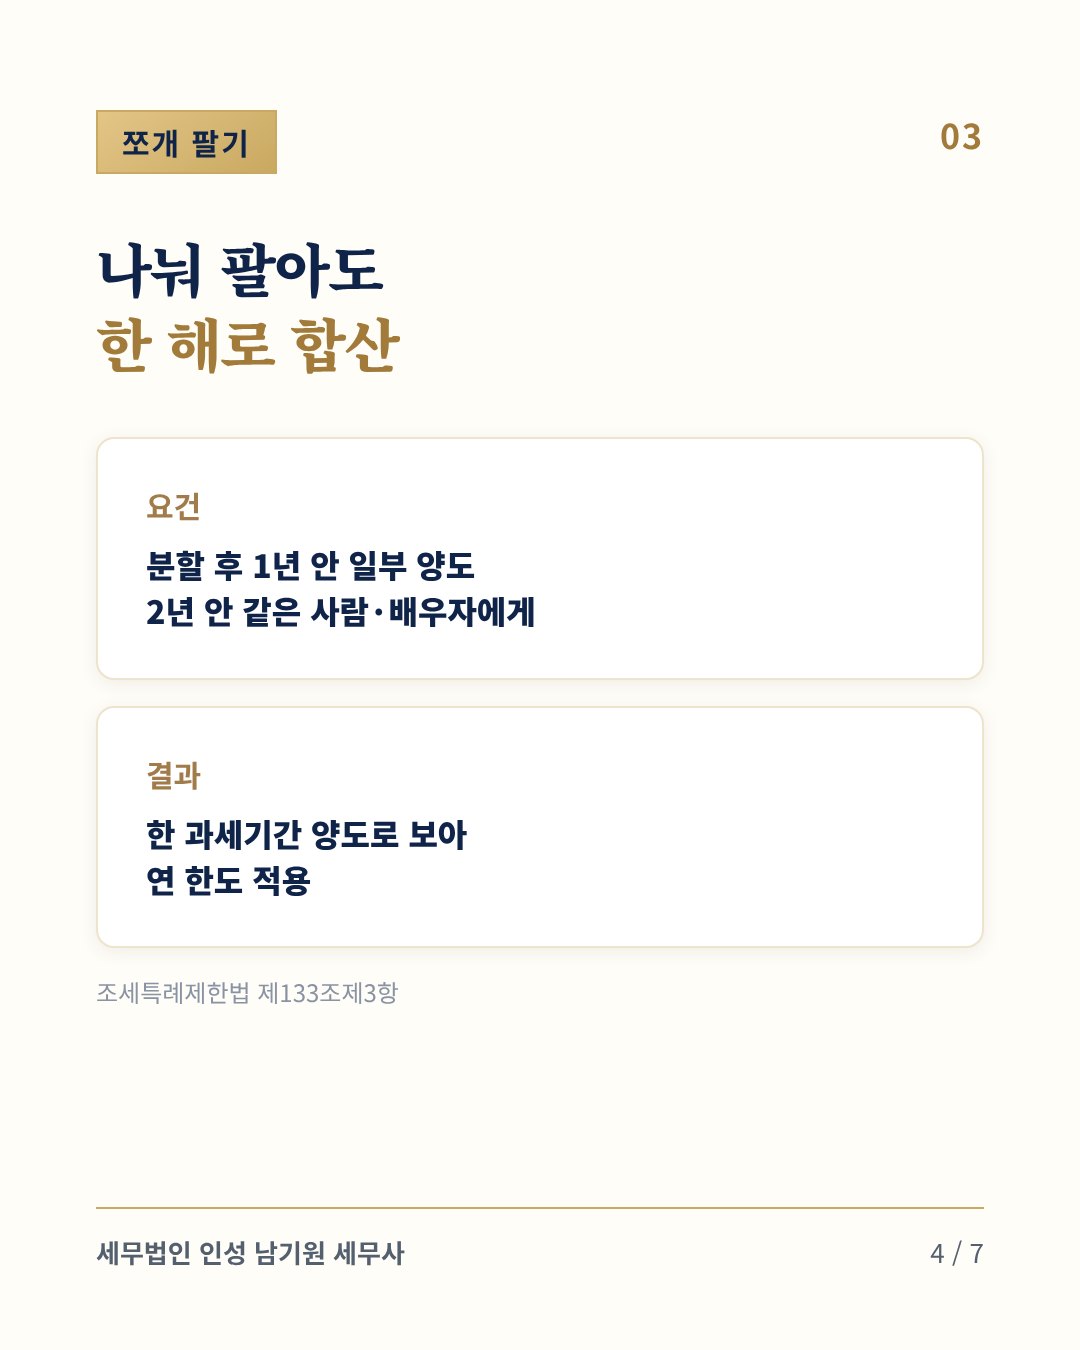 쪼개 팔기
03
나눠 팔아도
한 해로 합산
요건
분할 후 1년 안 일부 양도
2년 안 같은 사람·배우자에게
결과
한 과세기간 양도로 보아
연 한도 적용
조세특례제한법 제133조제3항
세무법인 인성 남기원 세무사
4 / 7